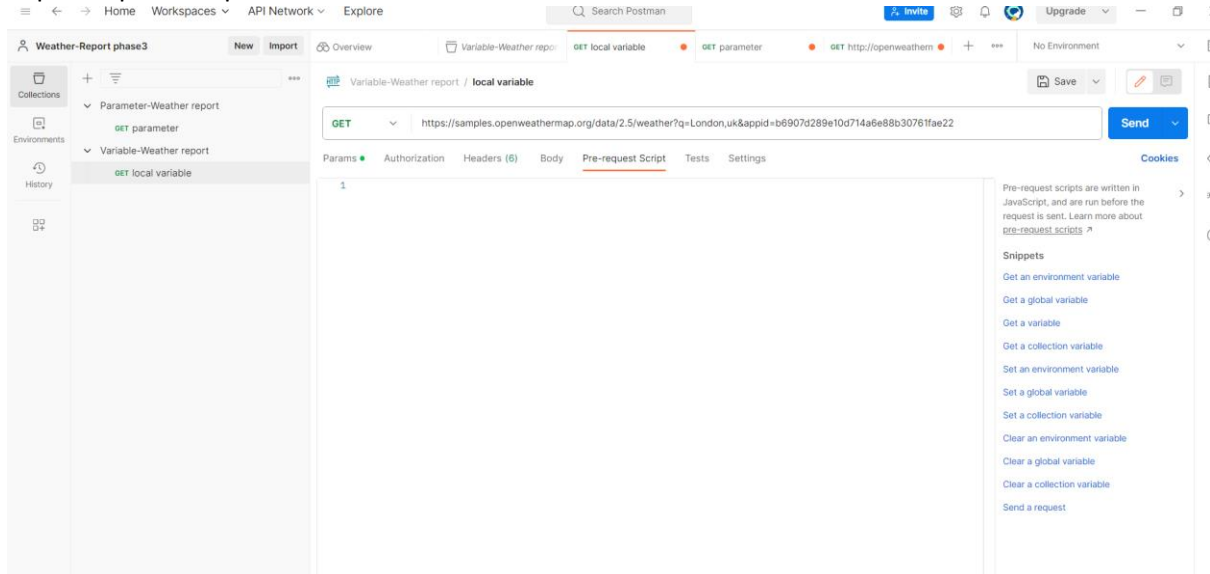 Home Workspaces API Network Explore Search Postman Invite Upgrade
Weather-Report phase3 New Import Overview Variable-Weather repor GET local variable GET parameter GET http://openweathern No Environment
Collections
Environments
History
Parameter-Weather report
GET parameter
Variable-Weather report
GET local variable
Variable-Weather report / local variable Save
GET https://samples.openweathermap.org/data/2.5/weather?q=London,uk&appid=b6907d289e10d714a6e88b30761fae22 Send
Params Authorization Headers (6) Body Pre-request Script Tests Settings Cookies
1
Pre-request scripts are written in
JavaScript, and are run before the
request is sent. Learn more about
pre-request scripts
Snippets
Get an environment variable
Get a global variable
Get a variable
Get a collection variable
Set an environment variable
Set a global variable
Set a collection variable
Clear an environment variable
Clear a global variable
Clear a collection variable
Send a request